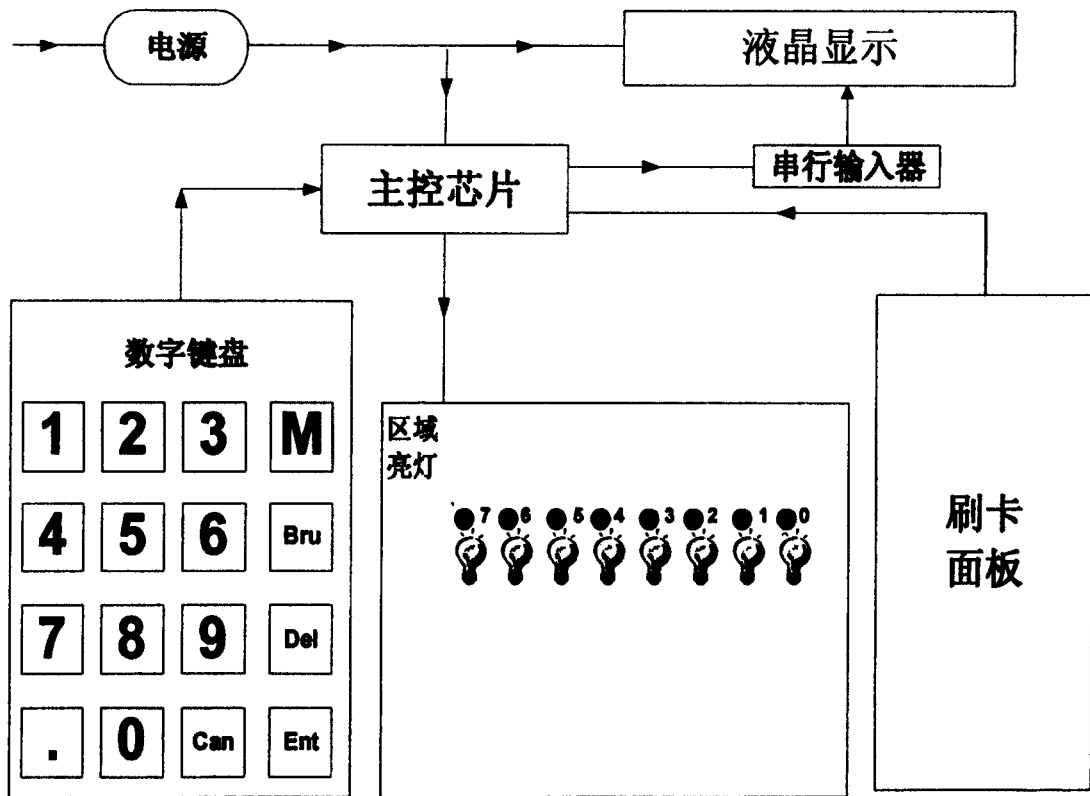 电源
液晶显示
主控芯片
串行输入器
数字键盘
1 2 3 M
4 5 6 Bru
7 8 9 Del
. 0 Can Ent
区域
亮灯
7 6 5 4 3 2 1 0
刷卡
面板